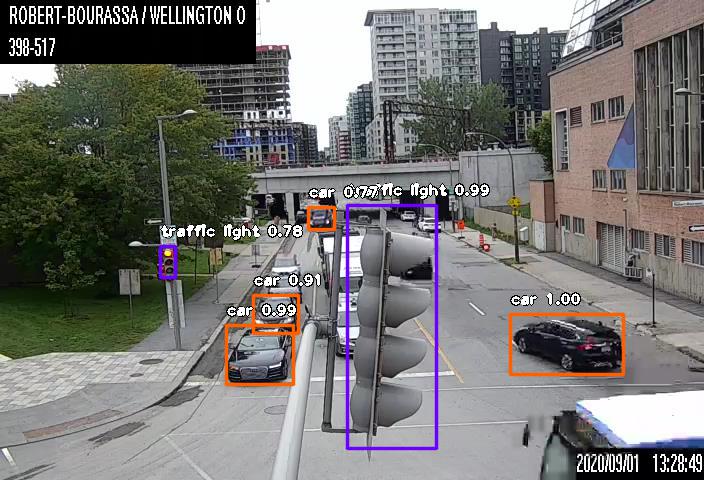 ROBERT-BOURASSA / WELLINGTON O
398-517
car 0.77
traffic light 0.99
traffic light 0.78
car 0.91
car 0.99
car 1.00
2020/09/01 13:28:49